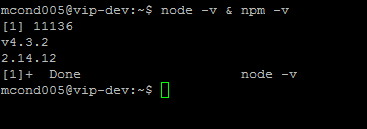 mcond005@vip-dev:~$ node -v & npm -v
[1] 11136
v4.3.2
2.14.12
[1]+  Done                    node -v
mcond005@vip-dev:~$